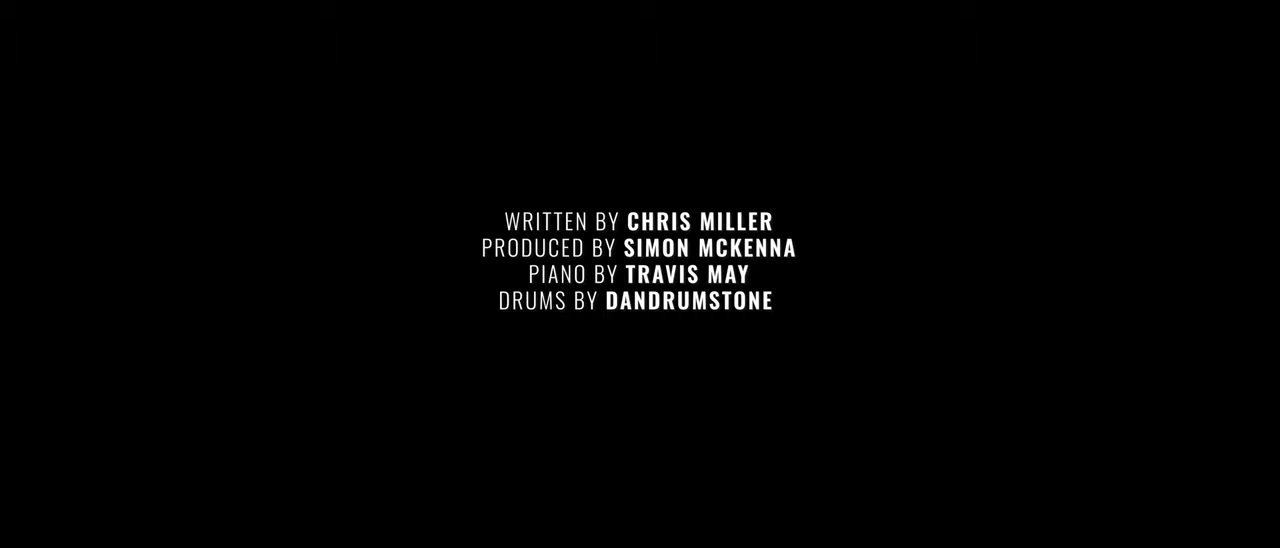 WRITTEN BY CHRIS MILLER
PRODUCED BY SIMON MCKENNA
PIANO BY TRAVIS MAY
DRUMS BY DANDRUMSTONE